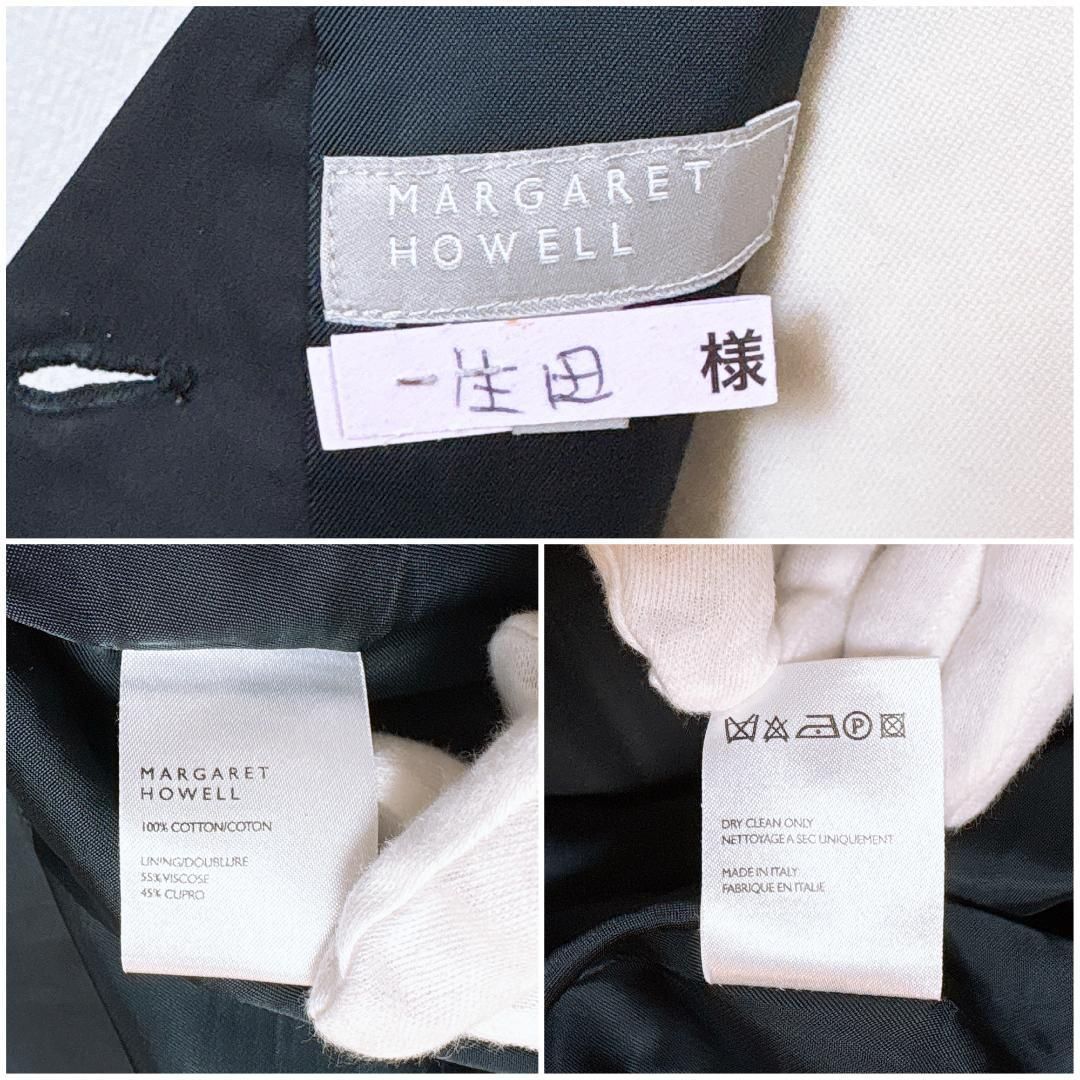 MARGARET
HOWELL
生田 様
MARGARET
HOWELL
100% COTTON/COTON
LINING/DOUBLURE
55% VISCOSE
45% CUPRO
P
DRY CLEAN ONLY
NETTOYAGE A SEC UNIQUEMENT
MADE IN ITALY
FABRIQUE EN ITALIE